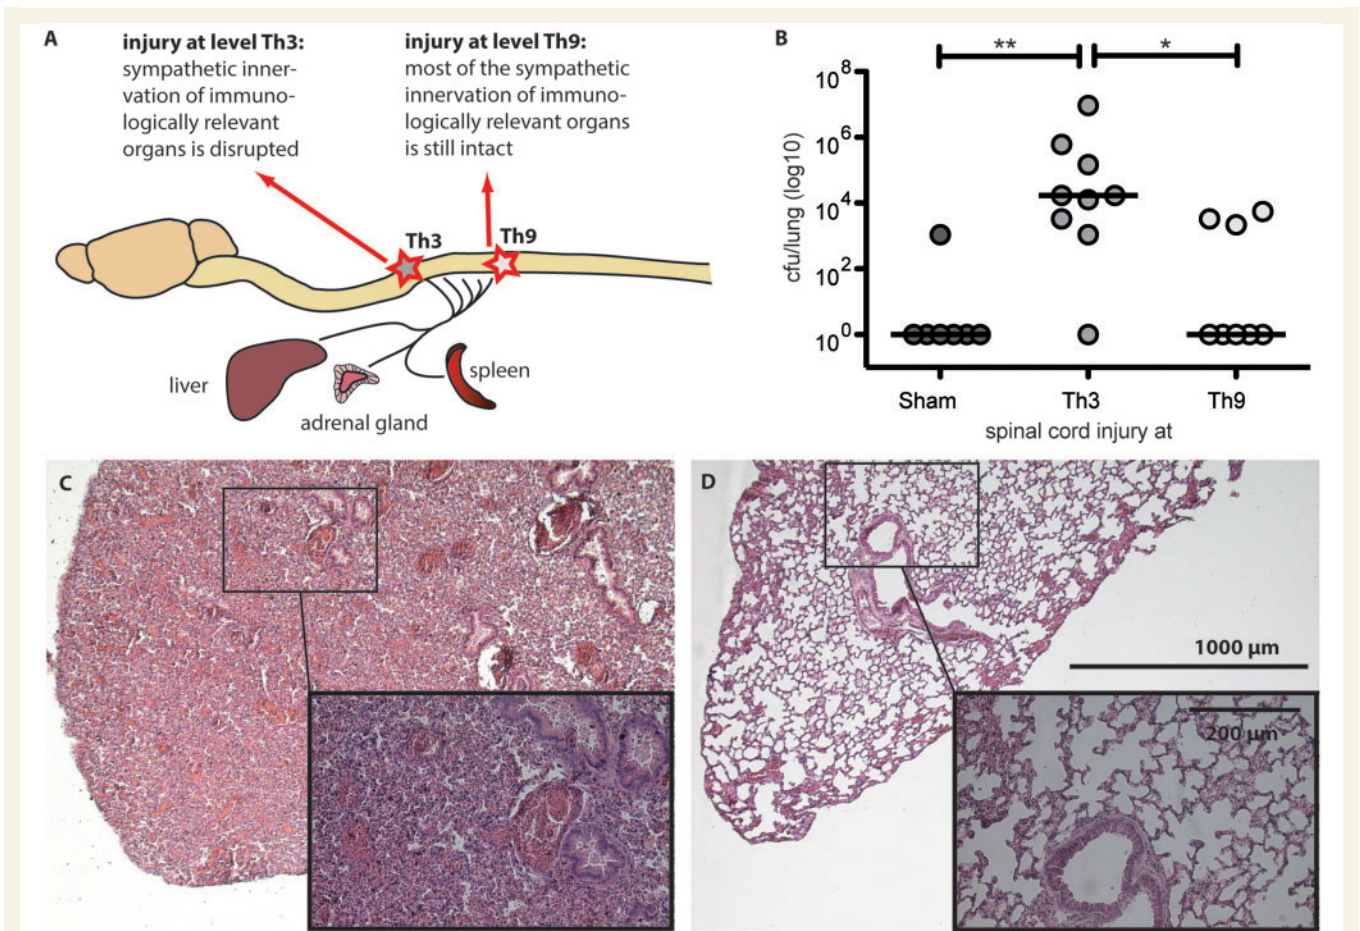 A
injury at level Th3:
sympathetic inner-
vation of immuno-
logically relevant
organs is disrupted
injury at level Th9:
most of the sympathetic
innervation of immuno-
logically relevant organs
is still intact
Th3
Th9
liver
adrenal gland
spleen
B
** *
cfu/lung (log10)
10^8
10^6
10^4
10^2
10^0
Sham Th3 Th9
spinal cord injury at
C
D
1000 µm
200 µm